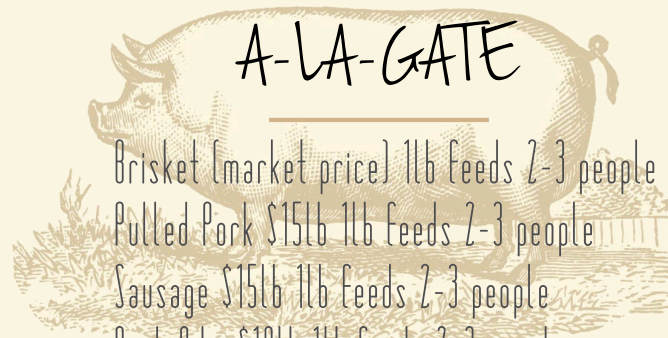 A-LA-GATE
Brisket (market price) 1lb feeds 2-3 people
Pulled Pork $15lb 1lb feeds 2-3 people
Sausage $15lb 1lb feeds 2-3 people